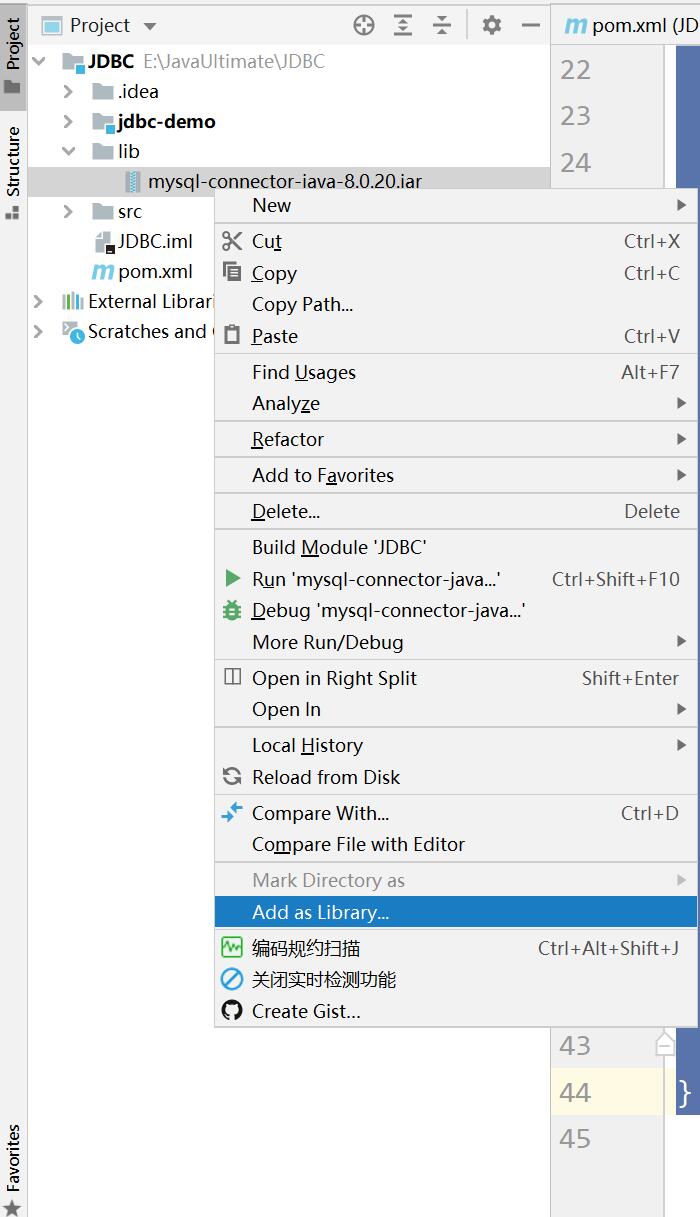 Project
Structure
Favorites
Project
JDBC E:\JavaUltimate\JDBC
.idea
jdbc-demo
lib
mysql-connector-java-8.0.20.jar
src
JDBC.iml
pom.xml
External Librari
Scratches and
pom.xml (JD
22
23
24
43
44
}
45
New
Cut Ctrl+X
Copy Ctrl+C
Copy Path...
Paste Ctrl+V
Find Usages Alt+F7
Analyze
Refactor
Add to Favorites
Delete... Delete
Build Module 'JDBC'
Run 'mysql-connector-java...' Ctrl+Shift+F10
Debug 'mysql-connector-java...'
More Run/Debug
Open in Right Split Shift+Enter
Open In
Local History
Reload from Disk
Compare With... Ctrl+D
Compare File with Editor
Mark Directory as
Add as Library...
编码规约扫描 Ctrl+Alt+Shift+J
关闭实时检测功能
Create Gist...